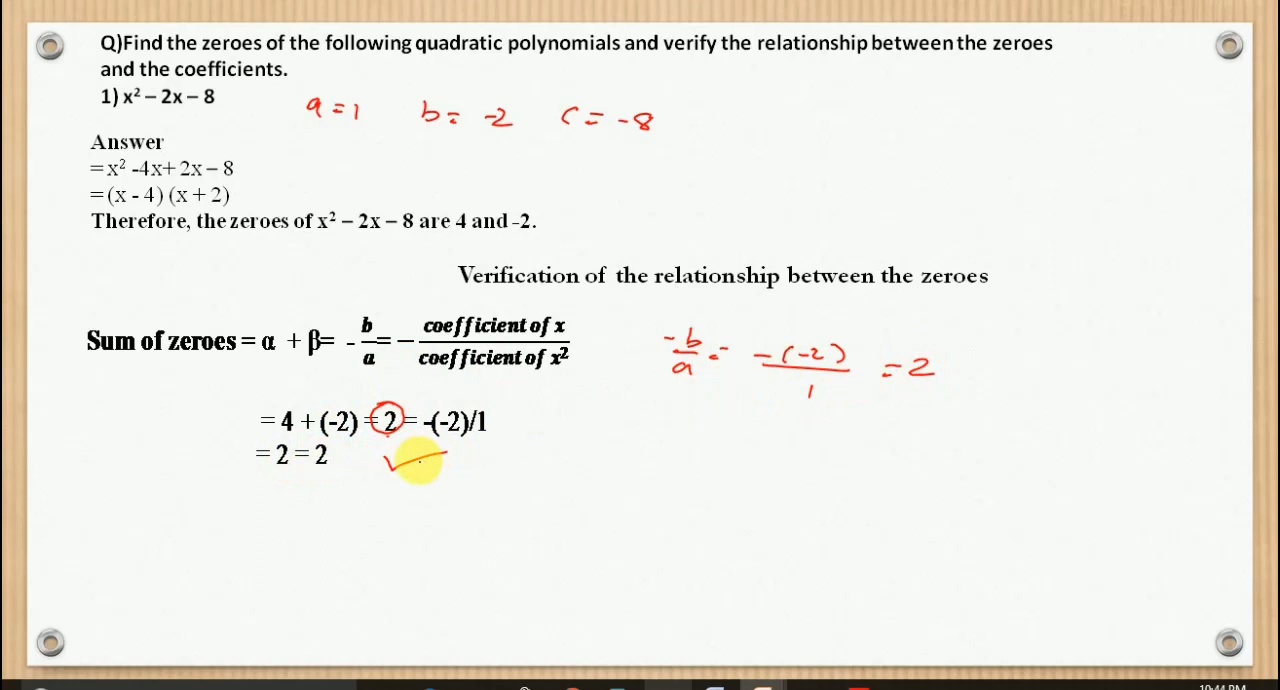 Q)Find the zeroes of the following quadratic polynomials and verify the relationship between the zeroes
and the coefficients.
1) x² – 2x – 8
a = 1 b = -2 c = -8
Answer
= x² -4x+ 2x – 8
= (x - 4) (x + 2)
Therefore, the zeroes of x² – 2x – 8 are 4 and -2.
Verification of the relationship between the zeroes
Sum of zeroes = α + β= - b/a = – coefficient of x / coefficient of x²
-b/a = -(-2)/1 = 2
= 4 + (-2) = 2 = -(-2)/1
= 2 = 2